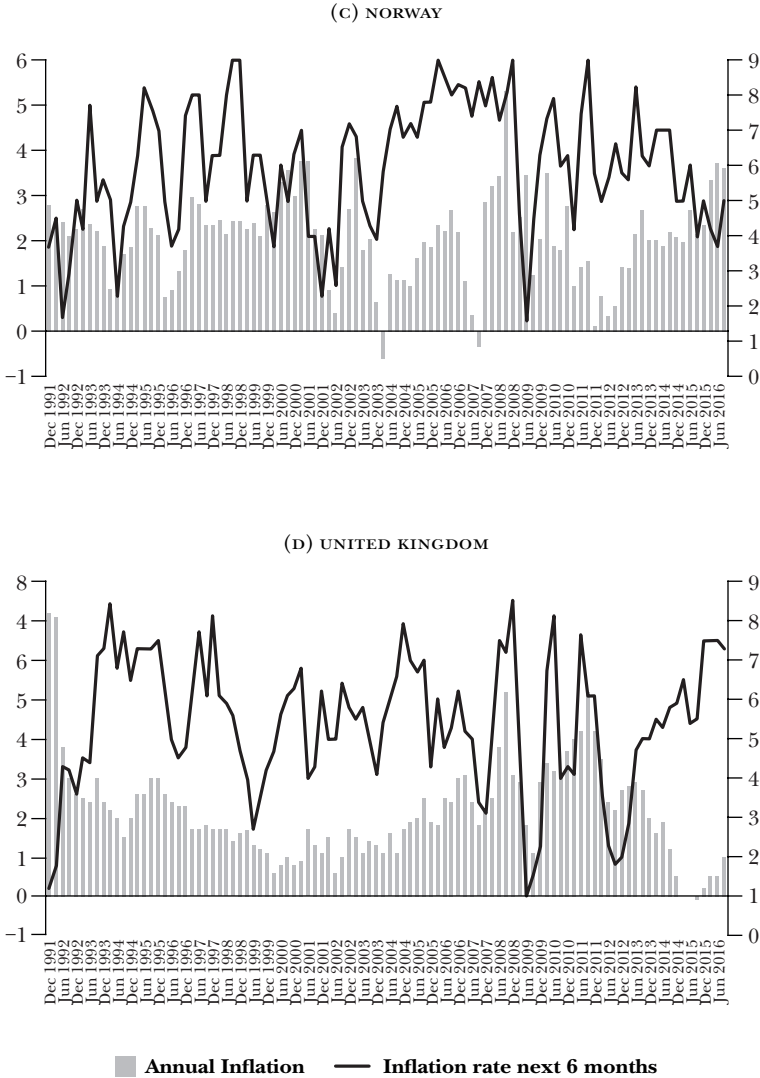 (C) NORWAY
6
5
4
3
2
1
0
−1
9
8
7
6
5
4
3
2
1
0
Dec 1991
Jun 1992
Dec 1992
Jun 1993
Dec 1993
Jun 1994
Dec 1994
Jun 1995
Dec 1995
Jun 1996
Dec 1996
Jun 1997
Dec 1997
Jun 1998
Dec 1998
Jun 1999
Dec 1999
Jun 2000
Dec 2000
Jun 2001
Dec 2001
Jun 2002
Dec 2002
Jun 2003
Dec 2003
Jun 2004
Dec 2004
Jun 2005
Dec 2005
Jun 2006
Dec 2006
Jun 2007
Dec 2007
Jun 2008
Dec 2008
Jun 2009
Dec 2009
Jun 2010
Dec 2010
Jun 2011
Dec 2011
Jun 2012
Dec 2012
Jun 2013
Dec 2013
Jun 2014
Dec 2014
Jun 2015
Dec 2015
Jun 2016
(D) UNITED KINGDOM
8
4
6
5
4
3
2
1
0
−1
9
8
7
6
5
4
3
2
1
0
Dec 1991
Jun 1992
Dec 1992
Jun 1993
Dec 1993
Jun 1994
Dec 1994
Jun 1995
Dec 1995
Jun 1996
Dec 1996
Jun 1997
Dec 1997
Jun 1998
Dec 1998
Jun 1999
Dec 1999
Jun 2000
Dec 2000
Jun 2001
Dec 2001
Jun 2002
Dec 2002
Jun 2003
Dec 2003
Jun 2004
Dec 2004
Jun 2005
Dec 2005
Jun 2006
Dec 2006
Jun 2007
Dec 2007
Jun 2008
Dec 2008
Jun 2009
Dec 2009
Jun 2010
Dec 2010
Jun 2011
Dec 2011
Jun 2012
Dec 2012
Jun 2013
Dec 2013
Jun 2014
Dec 2014
Jun 2015
Dec 2015
Jun 2016
Annual Inflation
Inflation rate next 6 months